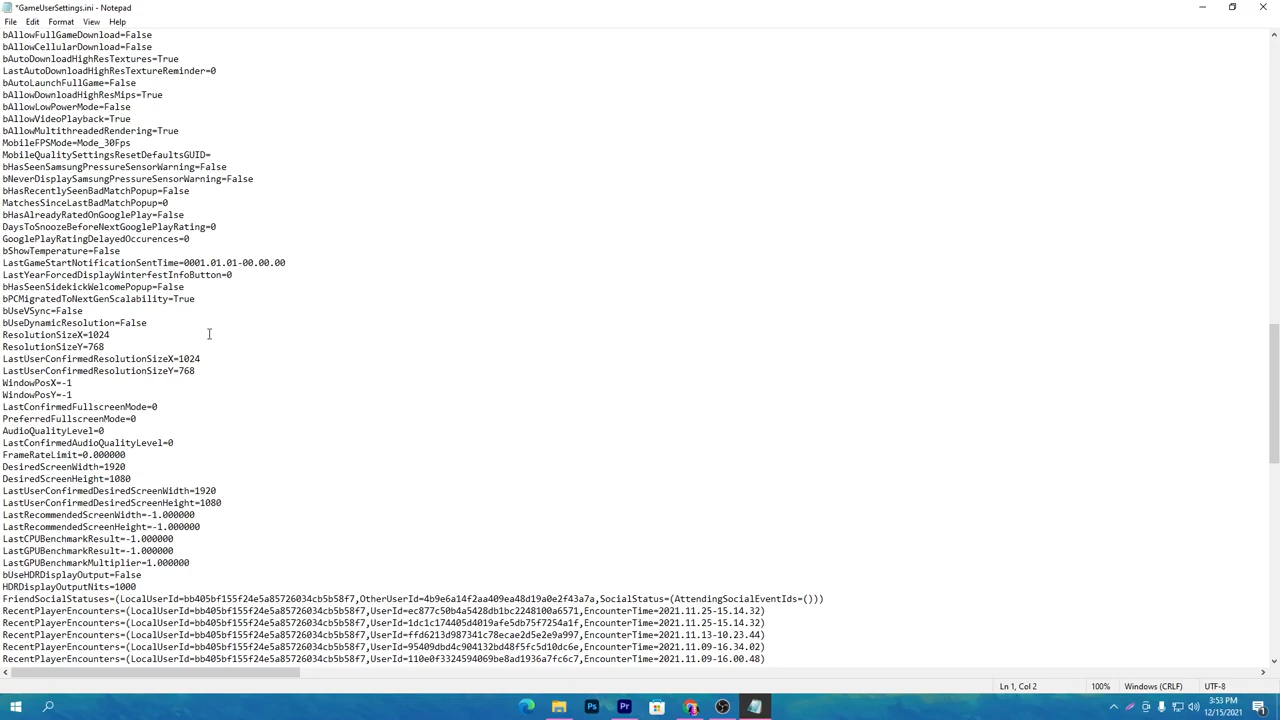 *GameUserSettings.ini - Notepad
File Edit Format View Help
bAllowFullGameDownload=False
bAllowCellularDownload=False
bAutoDownloadHighResTextures=True
LastAutoDownloadHighResTextureReminder=0
bAutoLaunchFullGame=False
bAllowDownloadHighResMips=True
bAllowLowPowerMode=False
bAllowVideoPlayback=True
bAllowMultithreadedRendering=True
MobileFPSMode=Mode_30Fps
MobileQualitySettingsResetDefaultsGUID=
bHasSeenSamsungPressureSensorWarning=False
bNeverDisplaySamsungPressureSensorWarning=False
bHasRecentlySeenBadMatchPopup=False
MatchesSinceLastBadMatchPopup=0
bHasAlreadyRatedOnGooglePlay=False
DaysToSnoozeBeforeNextGooglePlayRating=0
GooglePlayRatingDelayedOccurences=0
bShowTemperature=False
LastGameStartNotificationSentTime=0001.01.01-00.00.00
LastYearForcedDisplayWinterfestInfoButton=0
bHasSeenSidekickWelcomePopup=False
bPCMigratedToNextGenScalability=True
bUseVSync=False
bUseDynamicResolution=False
ResolutionSizeX=1024
ResolutionSizeY=768
LastUserConfirmedResolutionSizeX=1024
LastUserConfirmedResolutionSizeY=768
WindowPosX=-1
WindowPosY=-1
LastConfirmedFullscreenMode=0
PreferredFullscreenMode=0
AudioQualityLevel=0
LastConfirmedAudioQualityLevel=0
FrameRateLimit=0.000000
DesiredScreenWidth=1920
DesiredScreenHeight=1080
LastUserConfirmedDesiredScreenWidth=1920
LastUserConfirmedDesiredScreenHeight=1080
LastRecommendedScreenWidth=-1.000000
LastRecommendedScreenHeight=-1.000000
LastCPUBenchmarkResult=-1.000000
LastGPUBenchmarkResult=-1.000000
LastGPUBenchmarkMultiplier=1.000000
bUseHDRDisplayOutput=False
HDRDisplayOutputNits=1000
FriendSocialStatuses=(LocalUserId=bb405bf155f24e5a85726034cb5b58f7,OtherUserId=4b9e6a14f2aa409ea48d19a0e2f43a7a,SocialStatus=(AttendingSocialEventIds=()))
RecentPlayerEncounters=(LocalUserId=bb405bf155f24e5a85726034cb5b58f7,UserId=ec877c50b4a5428db1bc2248100a6571,EncounterTime=2021.11.25-15.14.32)
RecentPlayerEncounters=(LocalUserId=bb405bf155f24e5a85726034cb5b58f7,UserId=1dc1c174405d4019afe5db75f7254a1f,EncounterTime=2021.11.25-15.14.32)
RecentPlayerEncounters=(LocalUserId=bb405bf155f24e5a85726034cb5b58f7,UserId=ffd6213d987341c78ecae2d5e2e9a997,EncounterTime=2021.11.13-10.23.44)
RecentPlayerEncounters=(LocalUserId=bb405bf155f24e5a85726034cb5b58f7,UserId=95409dbd4c904132bd48f5fc5d10dc6e,EncounterTime=2021.11.09-16.34.02)
RecentPlayerEncounters=(LocalUserId=bb405bf155f24e5a85726034cb5b58f7,UserId=110e0f3324594069be8ad1936a7fc6c7,EncounterTime=2021.11.09-16.00.48)
Ln 1, Col 2 100% Windows (CRLF) UTF-8
Ps Pr
3:53 PM
12/15/2021
1